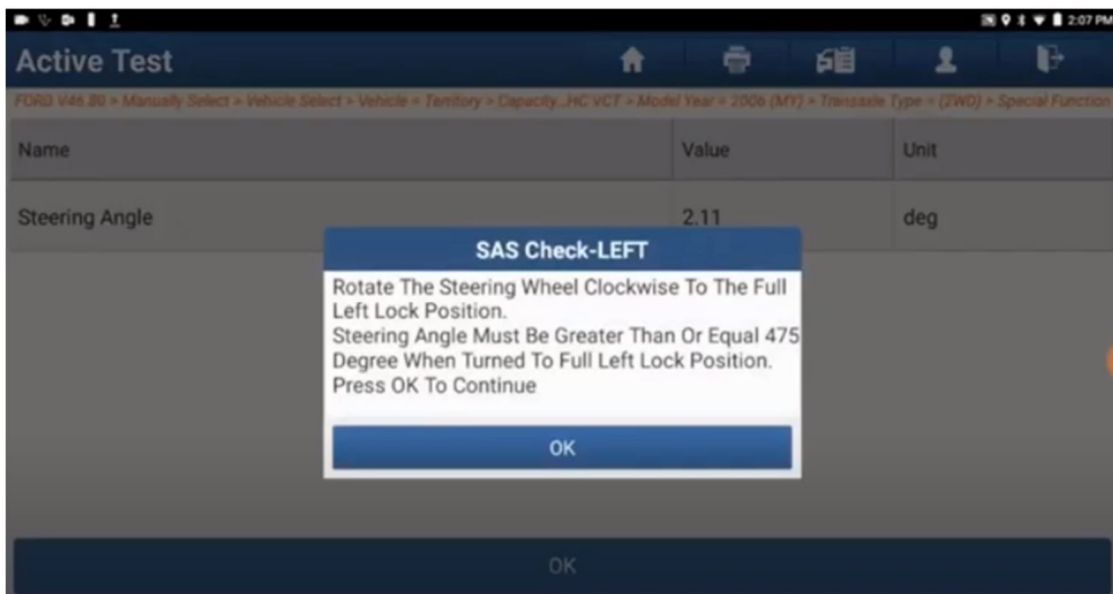 2:07 PM
Active Test
FORD V46.80 > Manually Select > Vehicle Select > Vehicle > Territory > Capacity...HC VCT > Model Year > 2006 (MY) > Transaxle Type > (2WD) > Special Function
Name Value Unit
Steering Angle 2.11 deg
SAS Check-LEFT
Rotate The Steering Wheel Clockwise To The Full
Left Lock Position.
Steering Angle Must Be Greater Than Or Equal 475
Degree When Turned To Full Left Lock Position.
Press OK To Continue
OK
OK